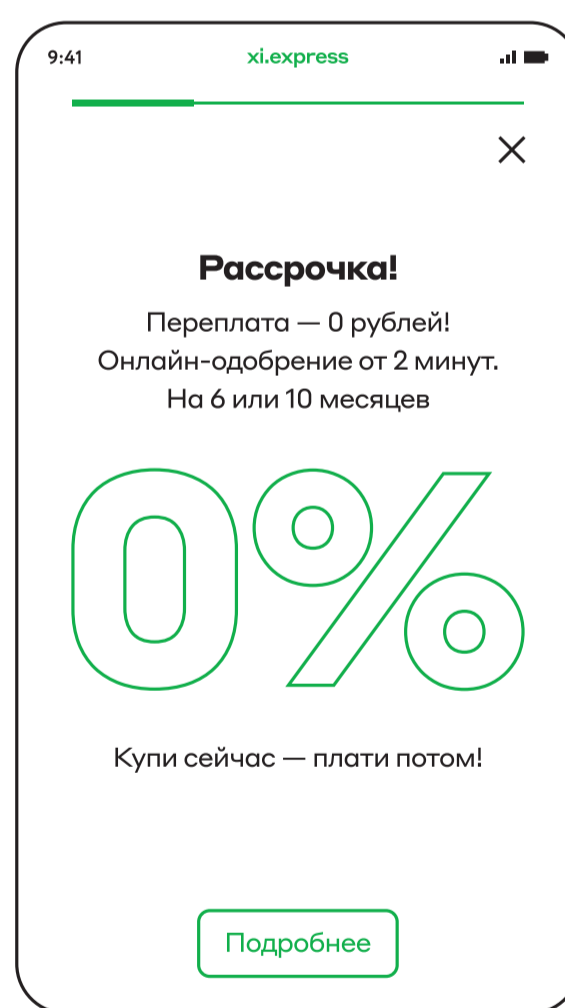 9:41
xi.express
Рассрочка!
Переплата — 0 рублей!
Онлайн-одобрение от 2 минут.
На 6 или 10 месяцев
0%
Купи сейчас — плати потом!
Подробнее